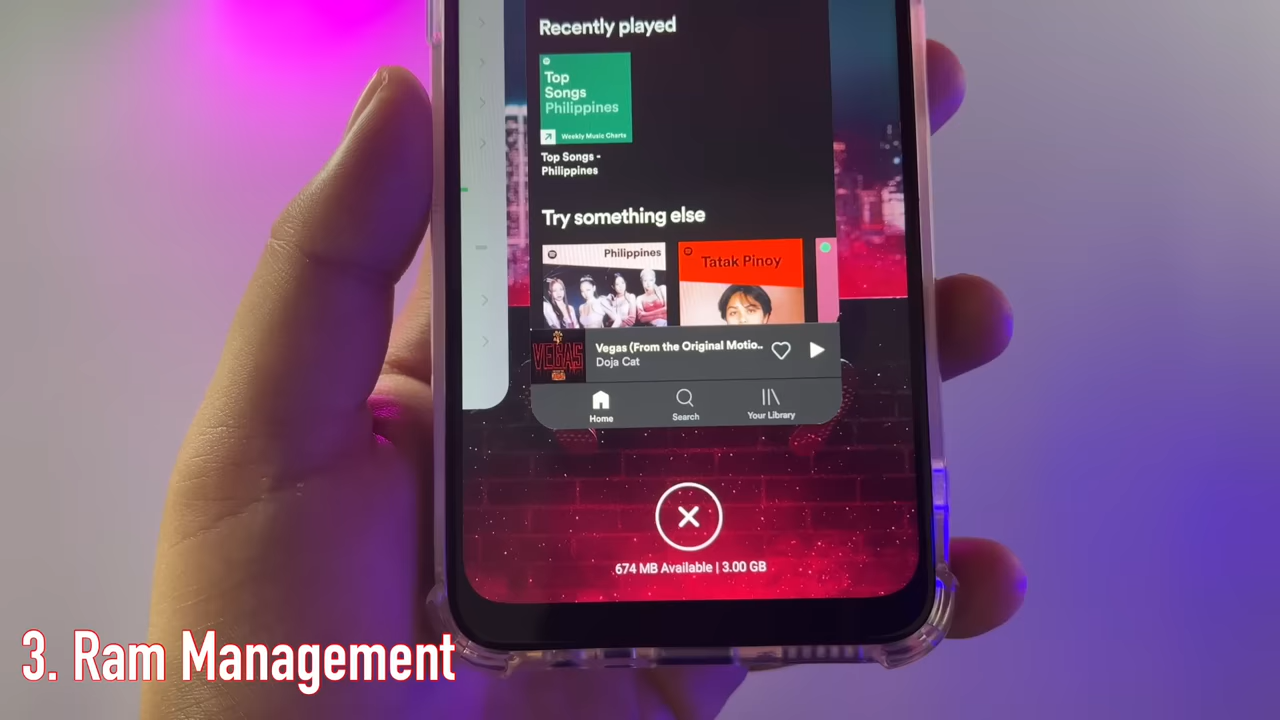 Recently played
Top
Songs
Philippines
Weekly Music Charts
Top Songs -
Philippines
Try something else
Philippines
Tatak Pinoy
VEGAS
Vegas (From the Original Motio..
Doja Cat
Home
Search
Your Library
674 MB Available | 3.00 GB
3. Ram Management